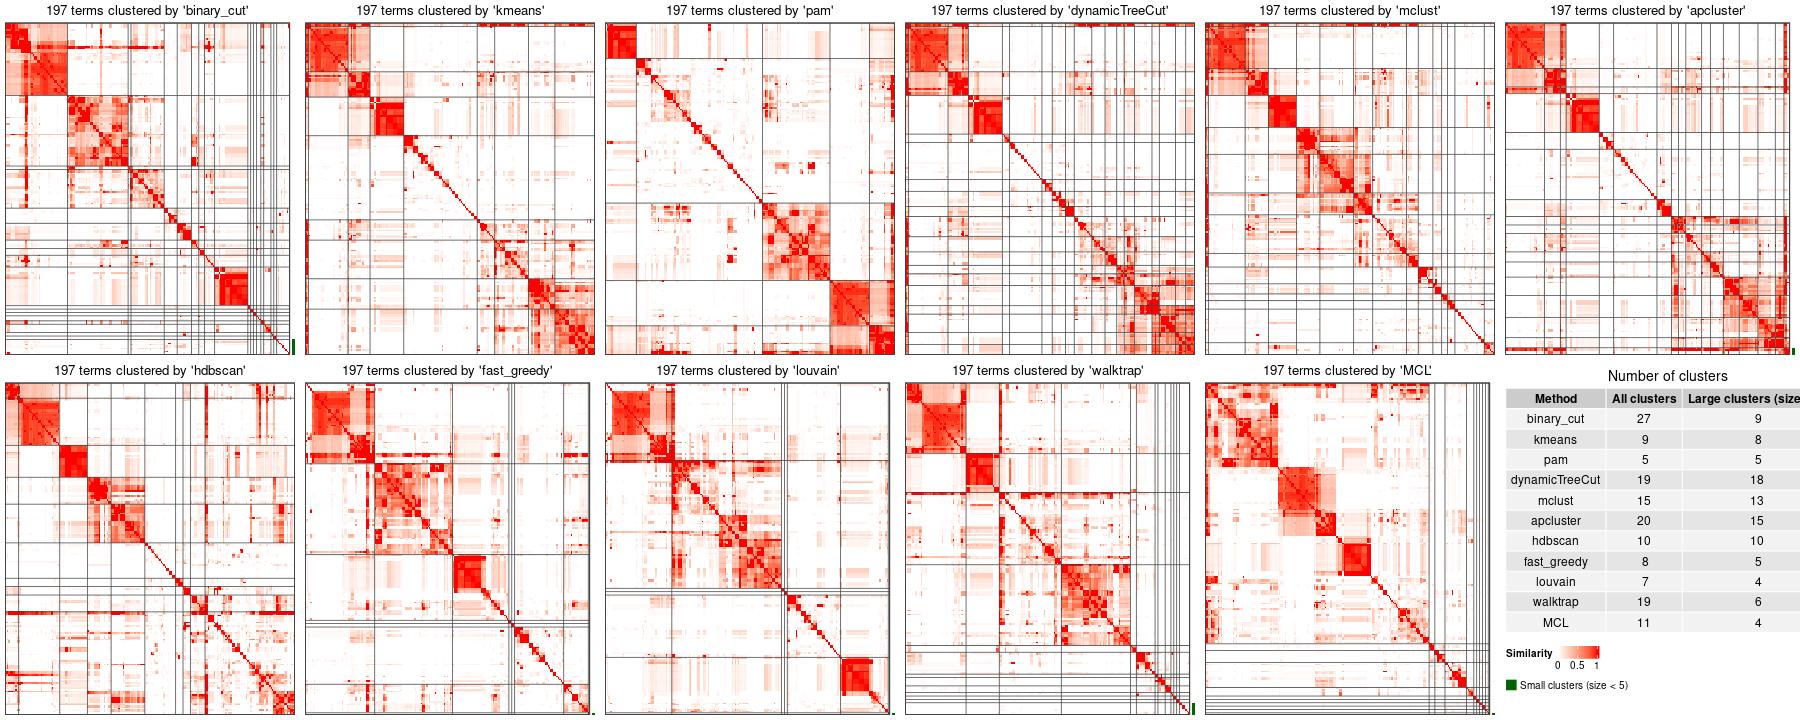 197 terms clustered by 'binary_cut'
197 terms clustered by 'kmeans'
197 terms clustered by 'pam'
197 terms clustered by 'dynamicTreeCut'
197 terms clustered by 'mclust'
197 terms clustered by 'apcluster'
197 terms clustered by 'hdbscan'
197 terms clustered by 'fast_greedy'
197 terms clustered by 'louvain'
197 terms clustered by 'walktrap'
197 terms clustered by 'MCL'
Number of clusters
Method All clusters Large clusters (size
binary_cut 27 9
kmeans 9 8
pam 5 5
dynamicTreeCut 19 18
mclust 15 13
apcluster 20 15
hdbscan 10 10
fast_greedy 8 5
louvain 7 4
walktrap 19 6
MCL 11 4
Similarity
0 0.5 1
Small clusters (size < 5)